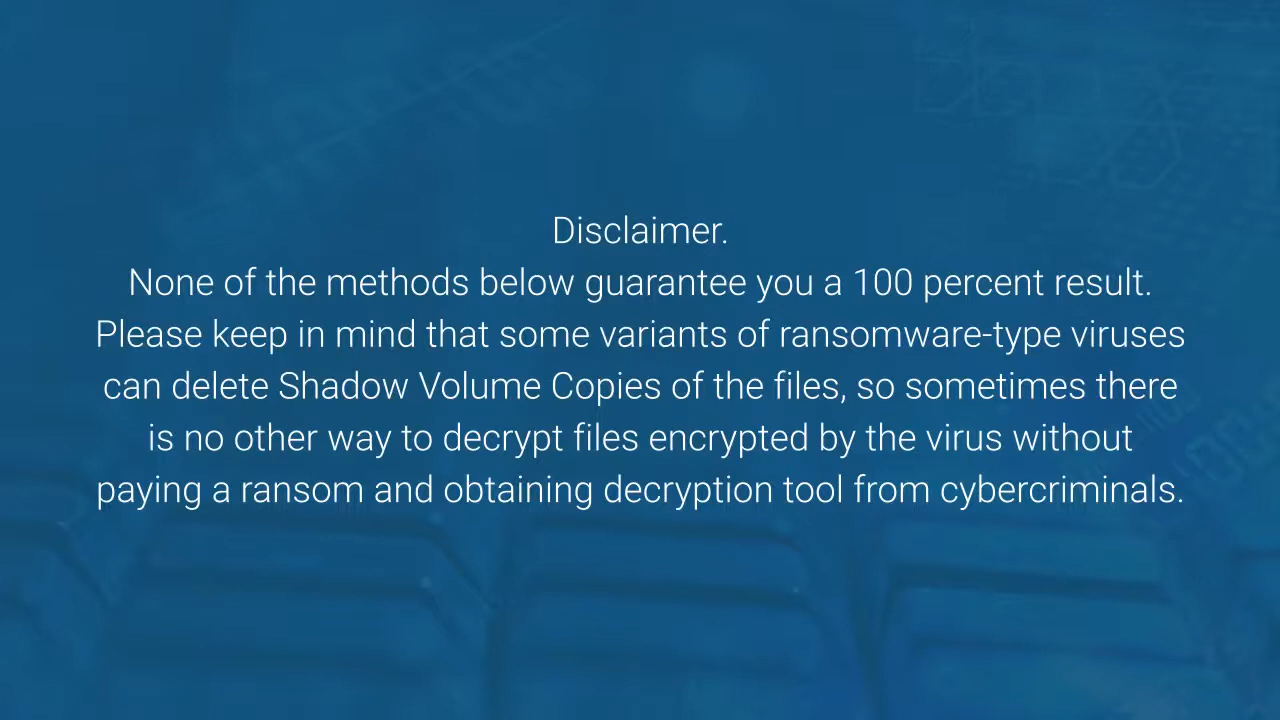 Disclaimer.
None of the methods below guarantee you a 100 percent result.
Please keep in mind that some variants of ransomware-type viruses
can delete Shadow Volume Copies of the files, so sometimes there
is no other way to decrypt files encrypted by the virus without
paying a ransom and obtaining decryption tool from cybercriminals.